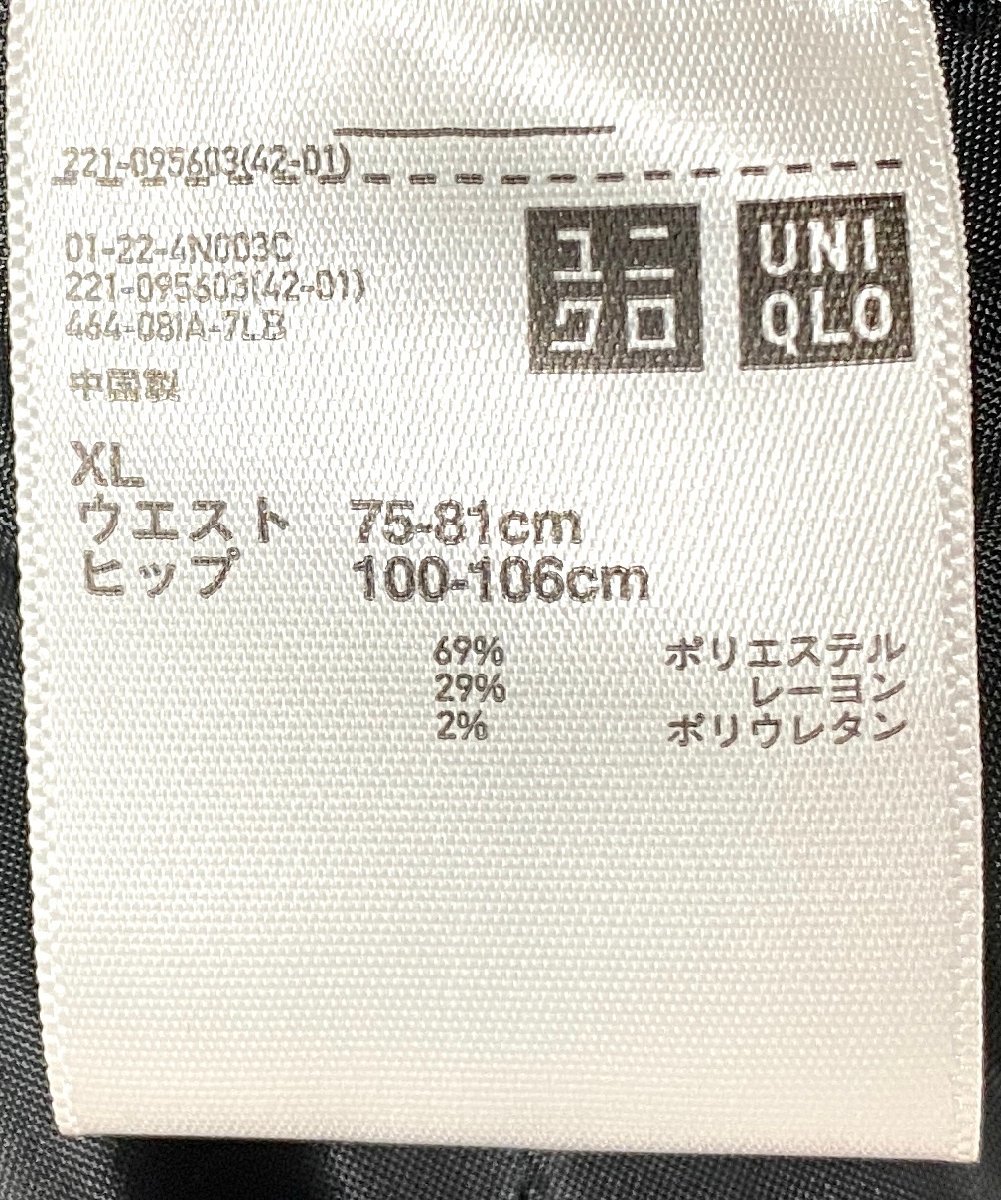 221-095603(42-01)
01-22-4N003C
221-095603(42-01)
464-081A-7LB
中国製
ユニ
クロ
UNI
QLO
XL
ウエスト 75-81cm
ヒップ 100-106cm
69% ポリエステル
29% レーヨン
2% ポリウレタン